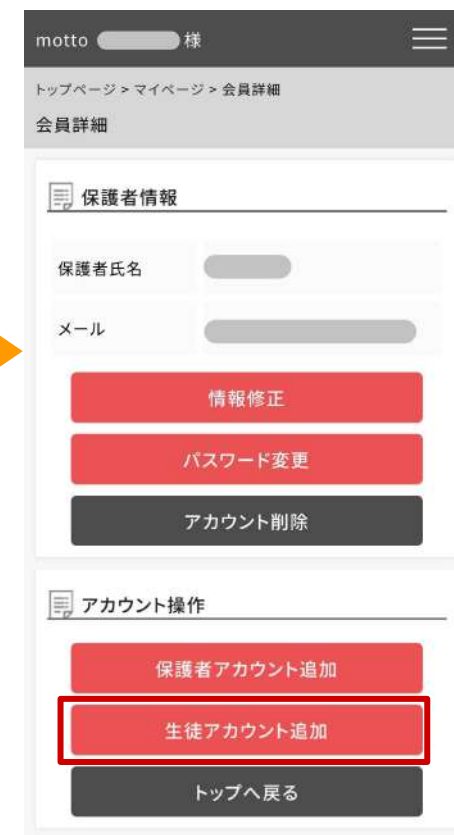 motto 様
トップページ > マイページ > 会員詳細
会員詳細
保護者情報
保護者氏名
メール
情報修正
パスワード変更
アカウント削除
アカウント操作
保護者アカウント追加
生徒アカウント追加
トップへ戻る